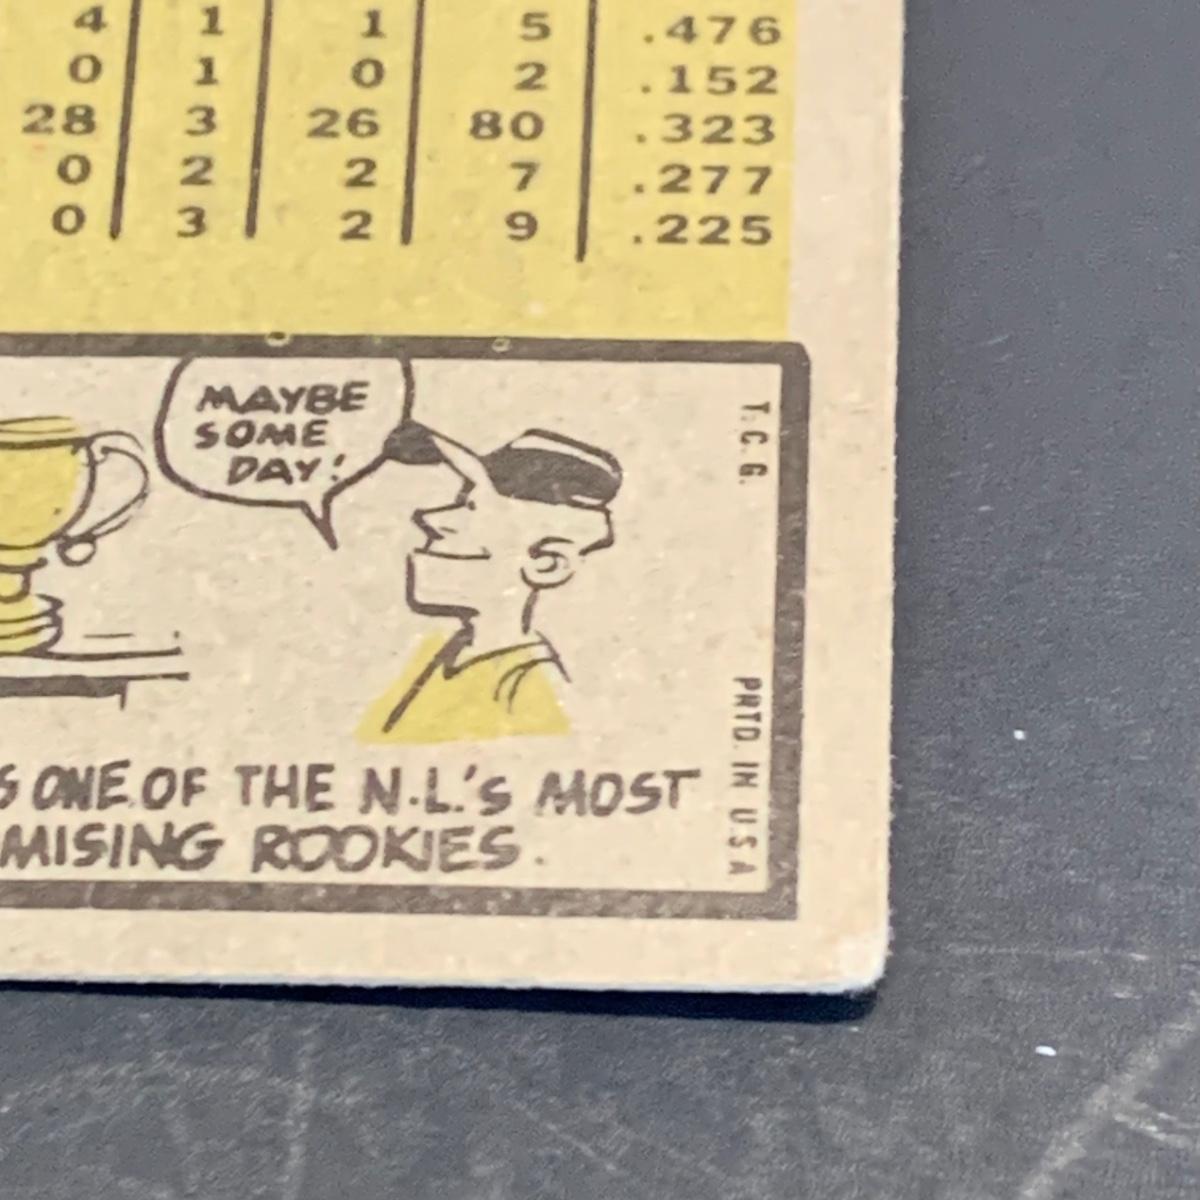 4 1 1 5 .476
0 1 0 2 .152
28 3 26 80 .323
0 2 2 7 .277
0 3 2 9 .225
MAYBE
SOME
DAY!
T.C.G.
S ONE OF THE N.L.'s MOST
MISING ROOKIES.
PRTD. IN U.S.A